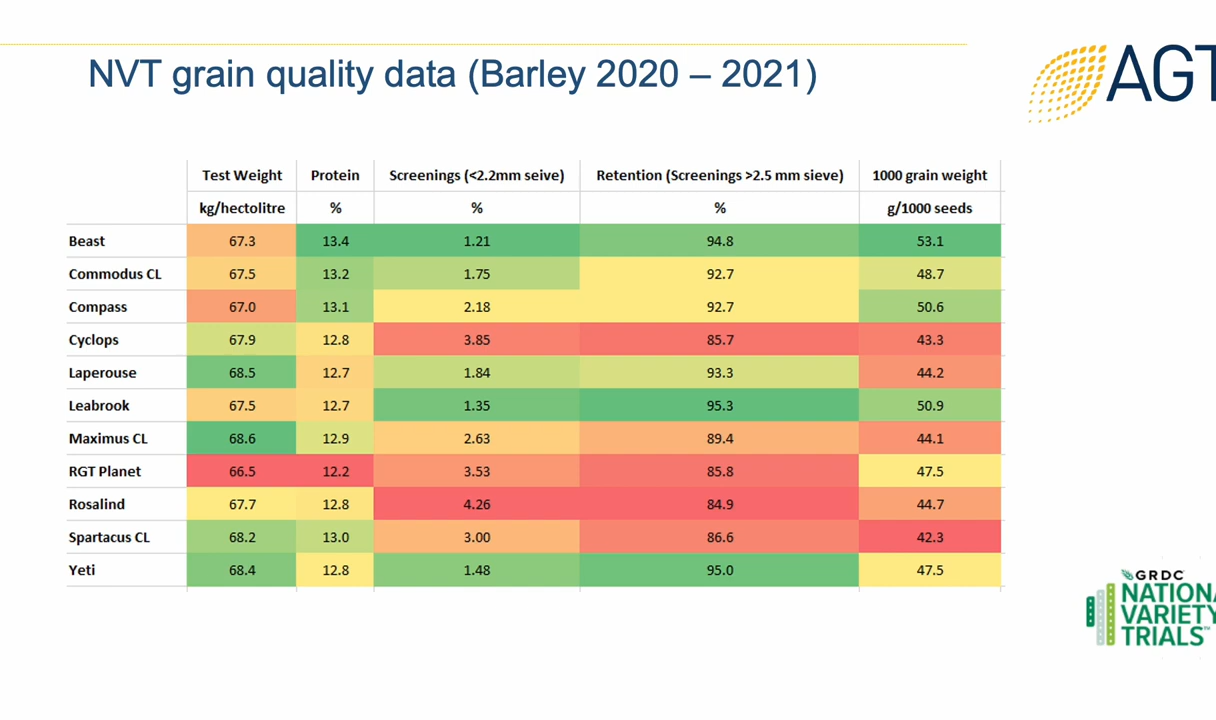 NVT grain quality data (Barley 2020 – 2021)
AGT
Test Weight Protein Screenings (<2.2mm seive) Retention (Screenings >2.5 mm sieve) 1000 grain weight
kg/hectolitre % % % g/1000 seeds
Beast 67.3 13.4 1.21 94.8 53.1
Commodus CL 67.5 13.2 1.75 92.7 48.7
Compass 67.0 13.1 2.18 92.7 50.6
Cyclops 67.9 12.8 3.85 85.7 43.3
Laperouse 68.5 12.7 1.84 93.3 44.2
Leabrook 67.5 12.7 1.35 95.3 50.9
Maximus CL 68.6 12.9 2.63 89.4 44.1
RGT Planet 66.5 12.2 3.53 85.8 47.5
Rosalind 67.7 12.8 4.26 84.9 44.7
Spartacus CL 68.2 13.0 3.00 86.6 42.3
Yeti 68.4 12.8 1.48 95.0 47.5
GRDC
NATIONA
VARIETY
TRIALS™